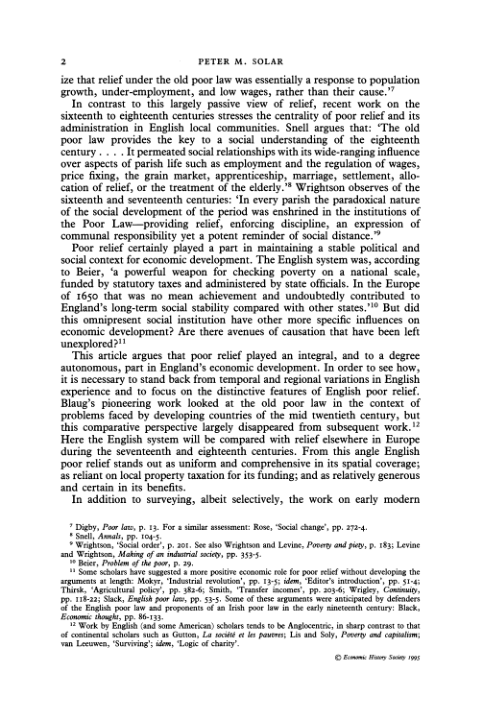 2 PETER M. SOLAR
ize that relief under the old poor law was essentially a response to population
growth, under-employment, and low wages, rather than their cause.'7
In contrast to this largely passive view of relief, recent work on the
sixteenth to eighteenth centuries stresses the centrality of poor relief and its
administration in English local communities. Snell argues that: 'The old
poor law provides the key to a social understanding of the eighteenth
century . . . . It permeated social relationships with its wide-ranging influence
over aspects of parish life such as employment and the regulation of wages,
price fixing, the grain market, apprenticeship, marriage, settlement, allo-
cation of relief, or the treatment of the elderly.'8 Wrightson observes of the
sixteenth and seventeenth centuries: 'In every parish the paradoxical nature
of the social development of the period was enshrined in the institutions of
the Poor Law—providing relief, enforcing discipline, an expression of
communal responsibility yet a potent reminder of social distance.'9
Poor relief certainly played a part in maintaining a stable political and
social context for economic development. The English system was, according
to Beier, 'a powerful weapon for checking poverty on a national scale,
funded by statutory taxes and administered by state officials. In the Europe
of 1650 that was no mean achievement and undoubtedly contributed to
England's long-term social stability compared with other states.'10 But did
this omnipresent social institution have other more specific influences on
economic development? Are there avenues of causation that have been left
unexplored?11
This article argues that poor relief played an integral, and to a degree
autonomous, part in England's economic development. In order to see how,
it is necessary to stand back from temporal and regional variations in English
experience and to focus on the distinctive features of English poor relief.
Blaug's pioneering work looked at the old poor law in the context of
problems faced by developing countries of the mid twentieth century, but
this comparative perspective largely disappeared from subsequent work.12
Here the English system will be compared with relief elsewhere in Europe
during the seventeenth and eighteenth centuries. From this angle English
poor relief stands out as uniform and comprehensive in its spatial coverage;
as reliant on local property taxation for its funding; and as relatively generous
and certain in its benefits.
In addition to surveying, albeit selectively, the work on early modern
7 Digby, Poor law, p. 13. For a similar assessment: Rose, 'Social change', pp. 272-4.
8 Snell, Annals, pp. 104-5.
9 Wrightson, 'Social order', p. 201. See also Wrightson and Levine, Poverty and piety, p. 183; Levine
and Wrightson, Making of an industrial society, pp. 353-5.
10 Beier, Problem of the poor, p. 29.
11 Some scholars have suggested a more positive economic role for poor relief without developing the
arguments at length: Mokyr, 'Industrial revolution', pp. 13-5; idem, 'Editor's introduction', pp. 51-4;
Thirsk, 'Agricultural policy', pp. 382-6; Smith, 'Transfer incomes', pp. 203-6; Wrigley, Continuity,
pp. 118-22; Slack, English poor law, pp. 53-5. Some of these arguments were anticipated by defenders
of the English poor law and proponents of an Irish poor law in the early nineteenth century: Black,
Economic thought, pp. 86-133.
12 Work by English (and some American) scholars tends to be Anglocentric, in sharp contrast to that
of continental scholars such as Gutton, La société et les pauvres; Lis and Soly, Poverty and capitalism;
van Leeuwen, 'Surviving'; idem, 'Logic of charity'.
© Economic History Society 1995